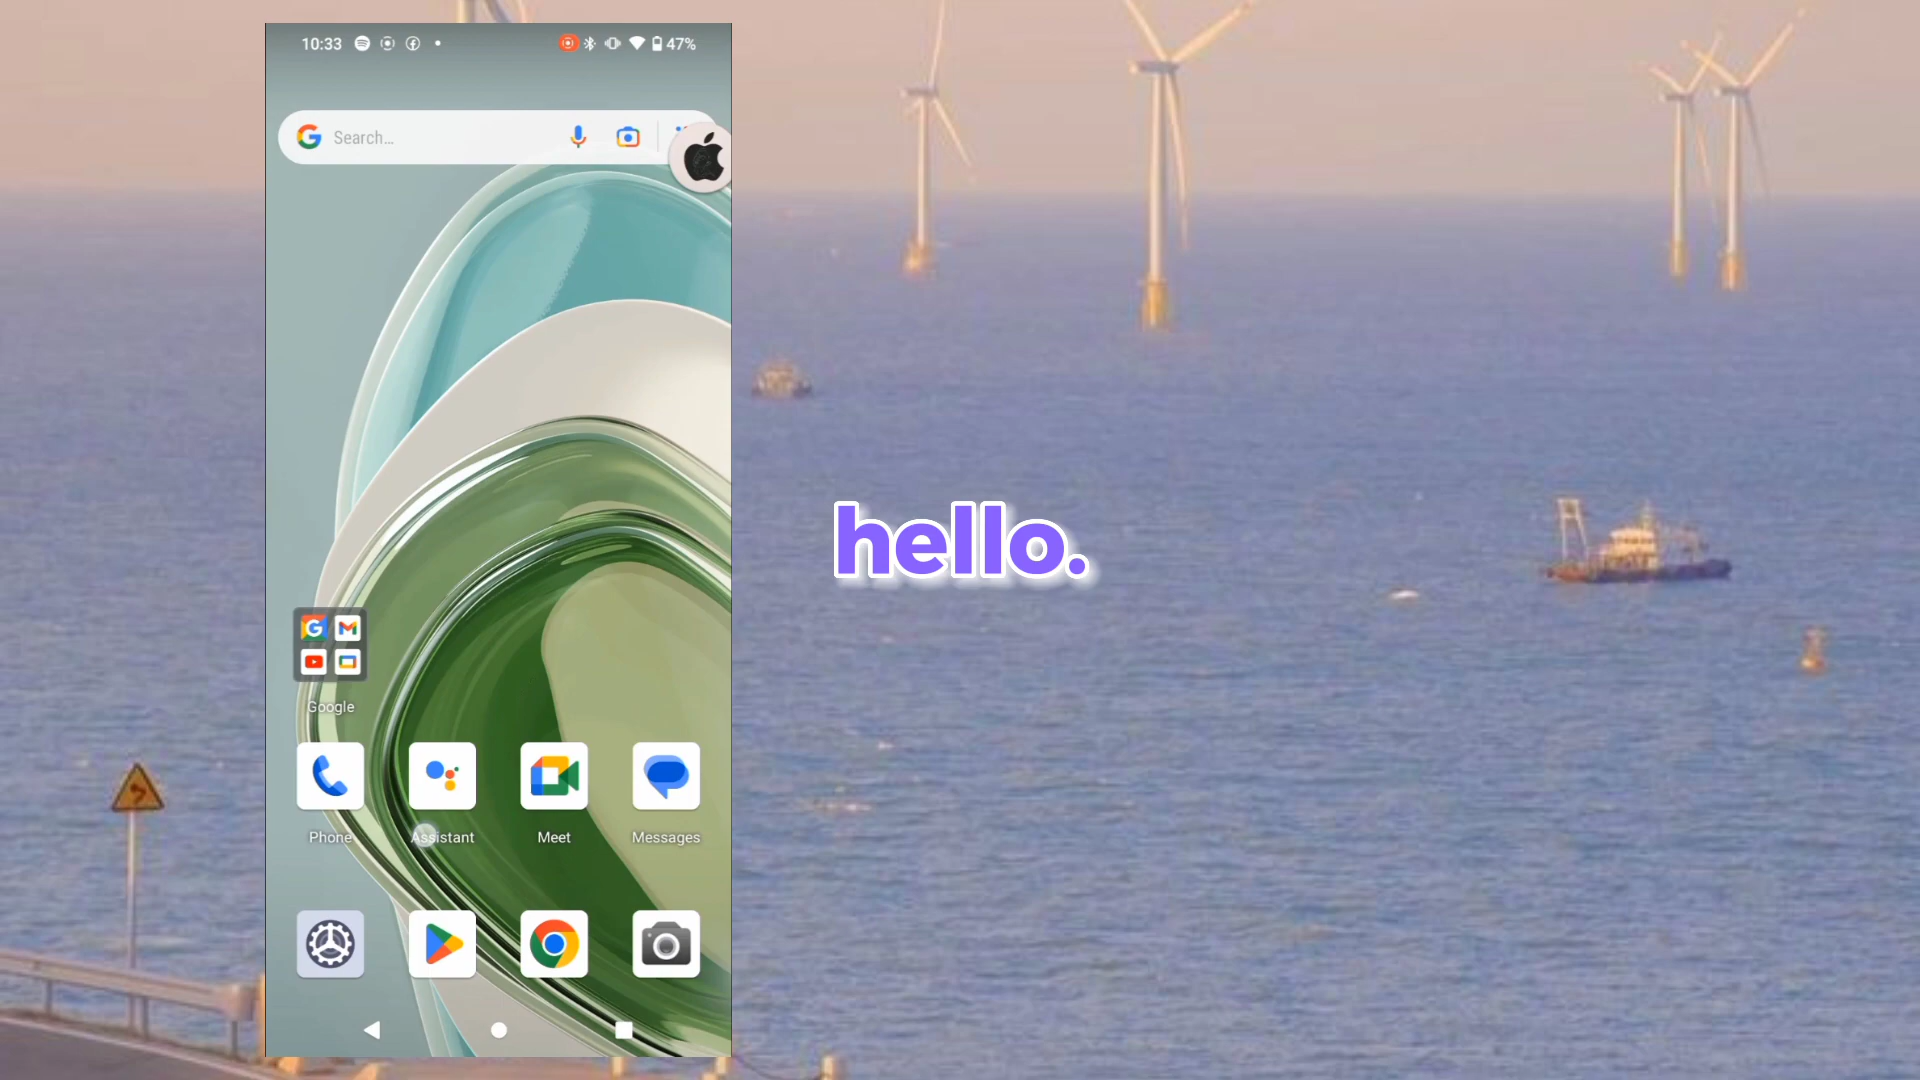 10:33
47%
Search...
Google
Phone
Assistant
Meet
Messages
hello.